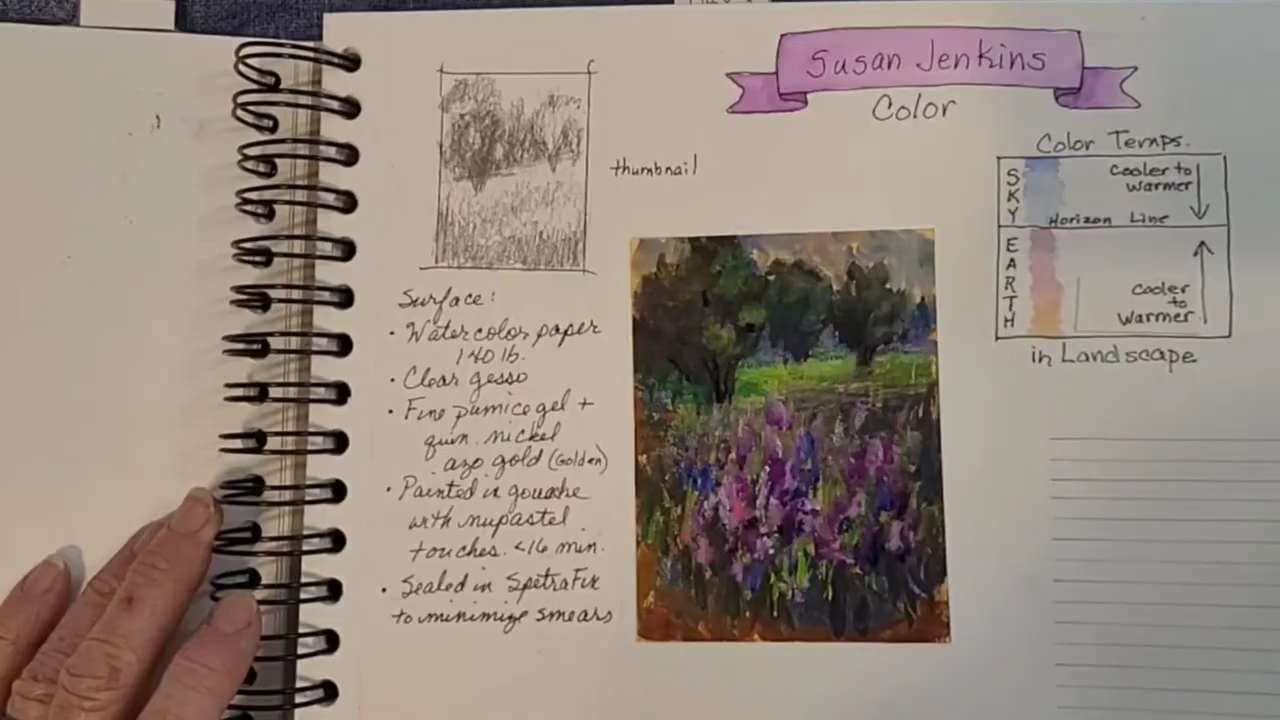 Susan Jenkins
Color
thumbnail
Surface:
• Watercolor paper
140 lb.
• Clear gesso
• Fine pumice gel +
quin. nickel
azo gold (Golden)
• Painted in gouache
with nupastel
touches. <16 min.
• Sealed in SpetraFix
to minimize smears
Color Temps.
SKY
Cooler to
warmer
Horizon Line
EARTH
Cooler
to
warmer
in Landscape